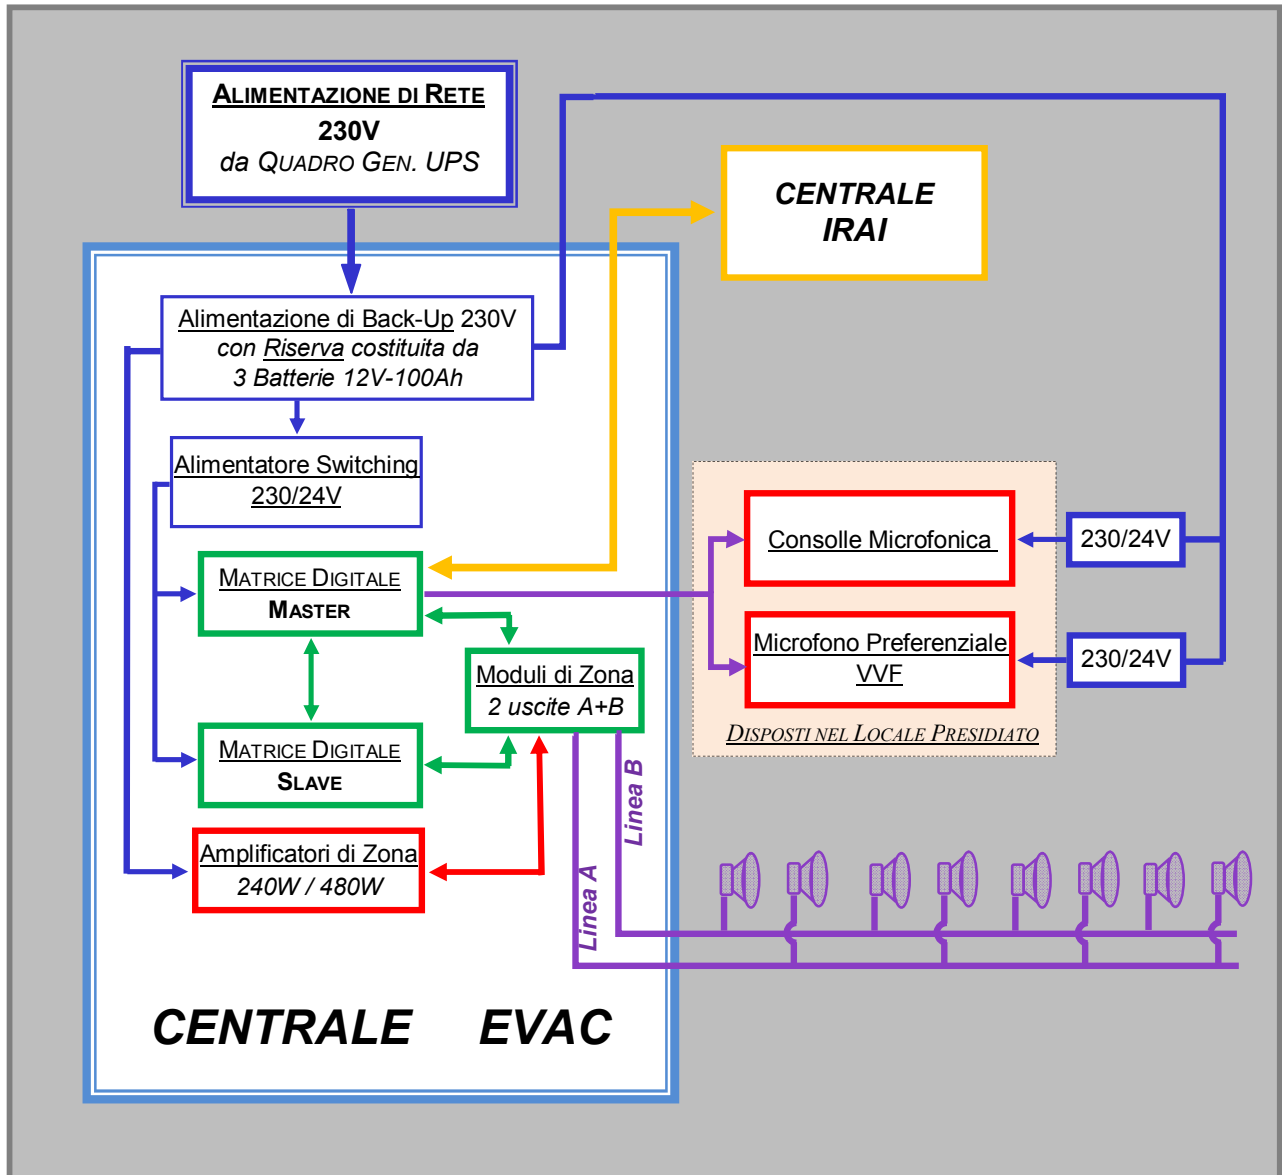 ALIMENTAZIONE DI RETE
230V
da QUADRO GEN. UPS
CENTRALE
IRAI
Alimentazione di Back-Up 230V
con Riserva costituita da
3 Batterie 12V-100Ah
Alimentatore Switching
230/24V
MATRICE DIGITALE
MASTER
Consolle Microfonica
230/24V
Microfono Preferenziale
VVF
230/24V
DISPOSTI NEL LOCALE PRESIDIATO
Moduli di Zona
2 uscite A+B
MATRICE DIGITALE
SLAVE
Linea B
Linea A
Amplificatori di Zona
240W / 480W
CENTRALE EVAC